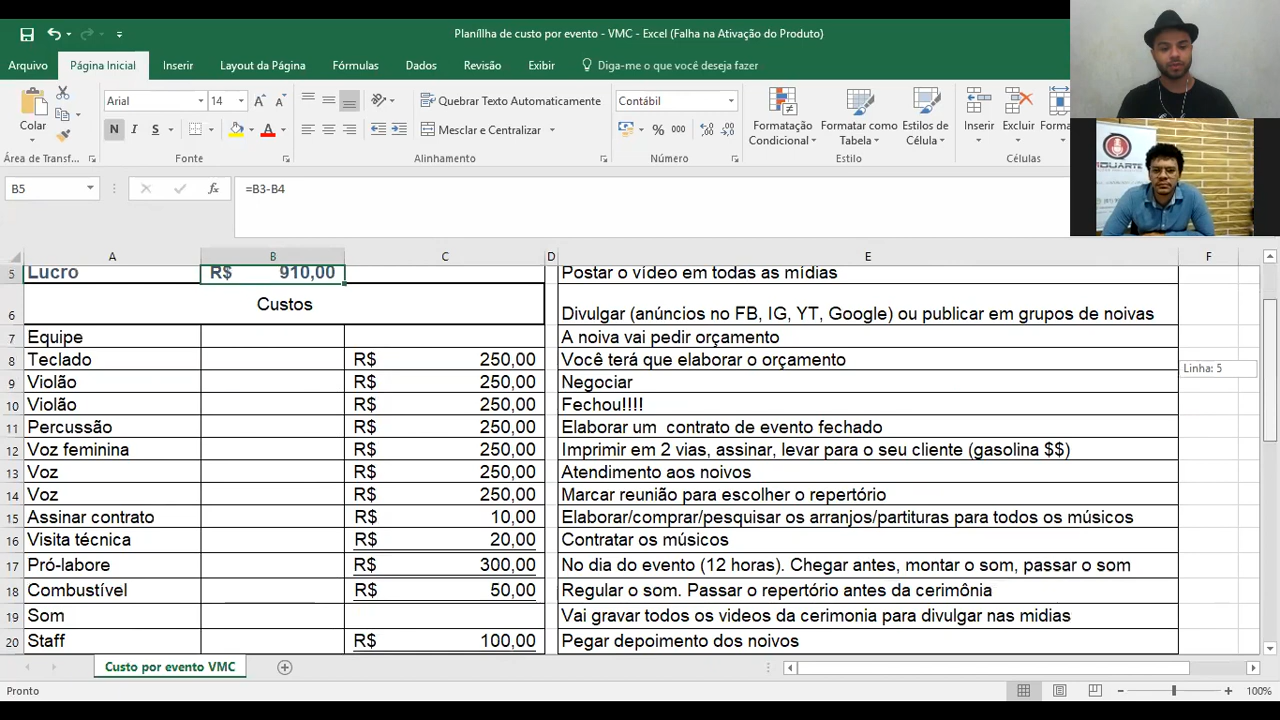 Planíllha de custo por evento - VMC - Excel (Falha na Ativação do Produto)
Arquivo Página Inicial Inserir Layout da Página Fórmulas Dados Revisão Exibir Diga-me o que você deseja fazer
Colar Arial 14 Quebrar Texto Automaticamente Contábil Formatação Condicional Formatar como Tabela Estilos de Célula Inserir Excluir Forma
N I S A Mesclar e Centralizar % 000
Área de Transf... Fonte Alinhamento Número Estilo Células
DUARTE
B5 fx =B3-B4
A B C D E F
5 Lucro R$ 910,00 Postar o vídeo em todas as mídias
6 Custos Divulgar (anúncios no FB, IG, YT, Google) ou publicar em grupos de noivas
7 Equipe A noiva vai pedir orçamento
8 Teclado R$ 250,00 Você terá que elaborar o orçamento
Linha: 5
9 Violão R$ 250,00 Negociar
10 Violão R$ 250,00 Fechou!!!!
11 Percussão R$ 250,00 Elaborar um  contrato de evento fechado
12 Voz feminina R$ 250,00 Imprimir em 2 vias, assinar, levar para o seu cliente (gasolina $$)
13 Voz R$ 250,00 Atendimento aos noivos
14 Voz R$ 250,00 Marcar reunião para escolher o repertório
15 Assinar contrato R$ 10,00 Elaborar/comprar/pesquisar os arranjos/partituras para todos os músicos
16 Visita técnica R$ 20,00 Contratar os músicos
17 Pró-labore R$ 300,00 No dia do evento (12 horas). Chegar antes, montar o som, passar o som
18 Combustível R$ 50,00 Regular o som. Passar o repertório antes da cerimônia
19 Som Vai gravar todos os videos da cerimonia para divulgar nas midias
20 Staff R$ 100,00 Pegar depoimento dos noivos
Custo por evento VMC
Pronto 100%